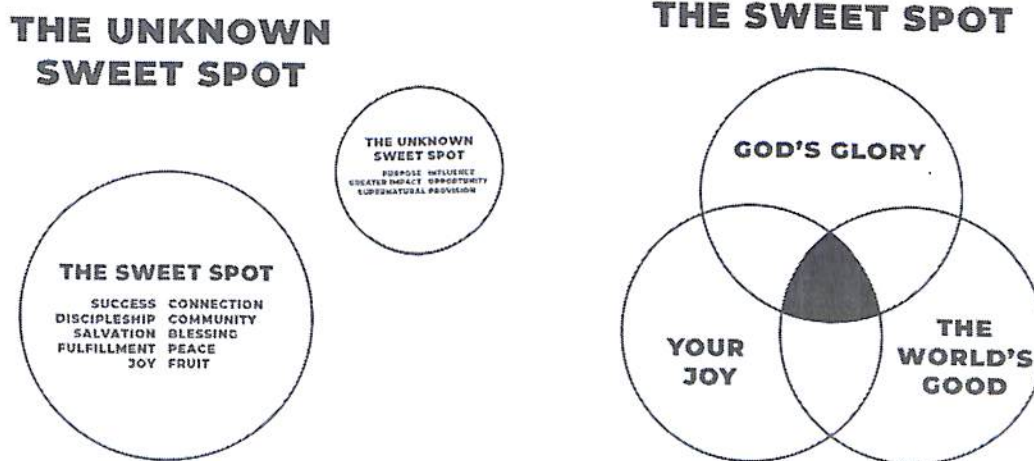 THE UNKNOWN
SWEET SPOT
THE UNKNOWN
SWEET SPOT
PURPOSE INFLUENCE
GREATER IMPACT OPPORTUNITY
SUPERNATURAL PROVISION
THE SWEET SPOT
SUCCESS CONNECTION
DISCIPLESHIP COMMUNITY
SALVATION BLESSING
FULFILLMENT PEACE
JOY FRUIT
THE SWEET SPOT
GOD'S GLORY
YOUR
JOY
THE
WORLD'S
GOOD